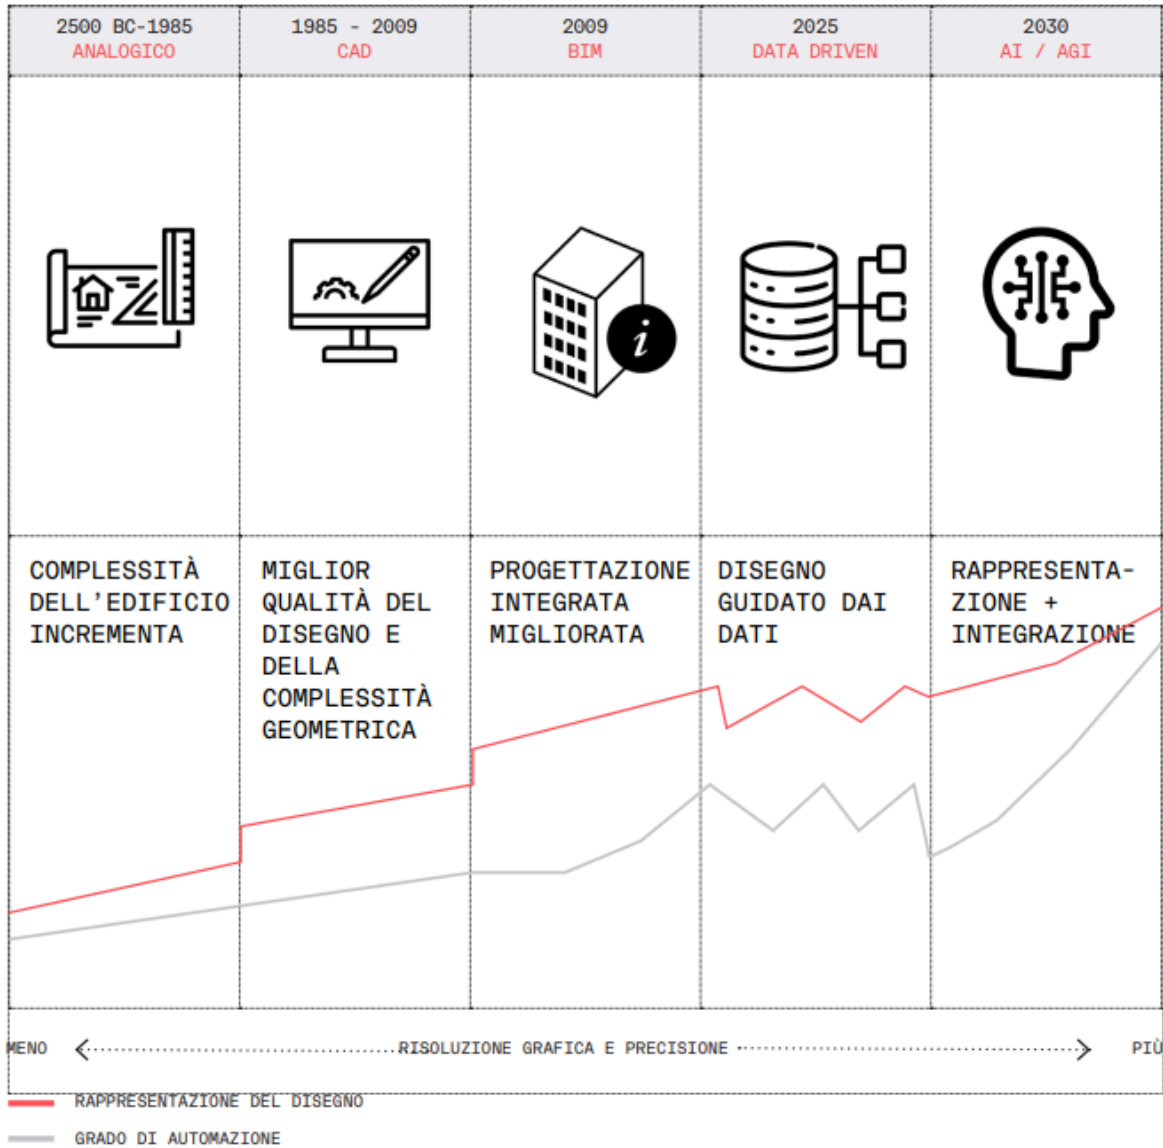 2500 BC-1985
ANALOGICO
1985 - 2009
CAD
2009
BIM
2025
DATA DRIVEN
2030
AI / AGI
i
COMPLESSITÀ
DELL'EDIFICIO
INCREMENTA
MIGLIOR
QUALITÀ DEL
DISEGNO E
DELLA
COMPLESSITÀ
GEOMETRICA
PROGETTAZIONE
INTEGRATA
MIGLIORATA
DISEGNO
GUIDATO DAI
DATI
RAPPRESENTA-
ZIONE +
INTEGRAZIONE
MENO
RISOLUZIONE GRAFICA E PRECISIONE
PIÙ
RAPPRESENTAZIONE DEL DISEGNO
GRADO DI AUTOMAZIONE